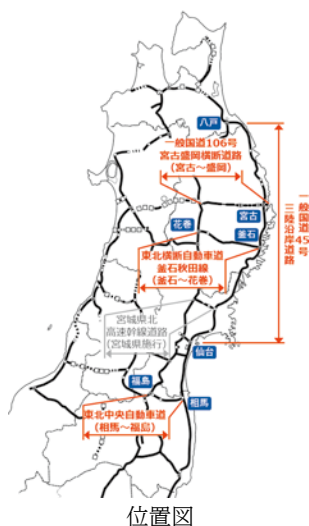 八戸
一般国道106号
宮古盛岡横断道路
(宮古～盛岡)
一般国道45号
三陸沿岸道路
宮古
花巻
釜石
東北横断自動車道
釜石秋田線
(釜石～花巻)
宮城県北
高速幹線道路
(宮城県施行)
仙台
福島
相馬
東北中央自動車道
(相馬～福島)
位置図